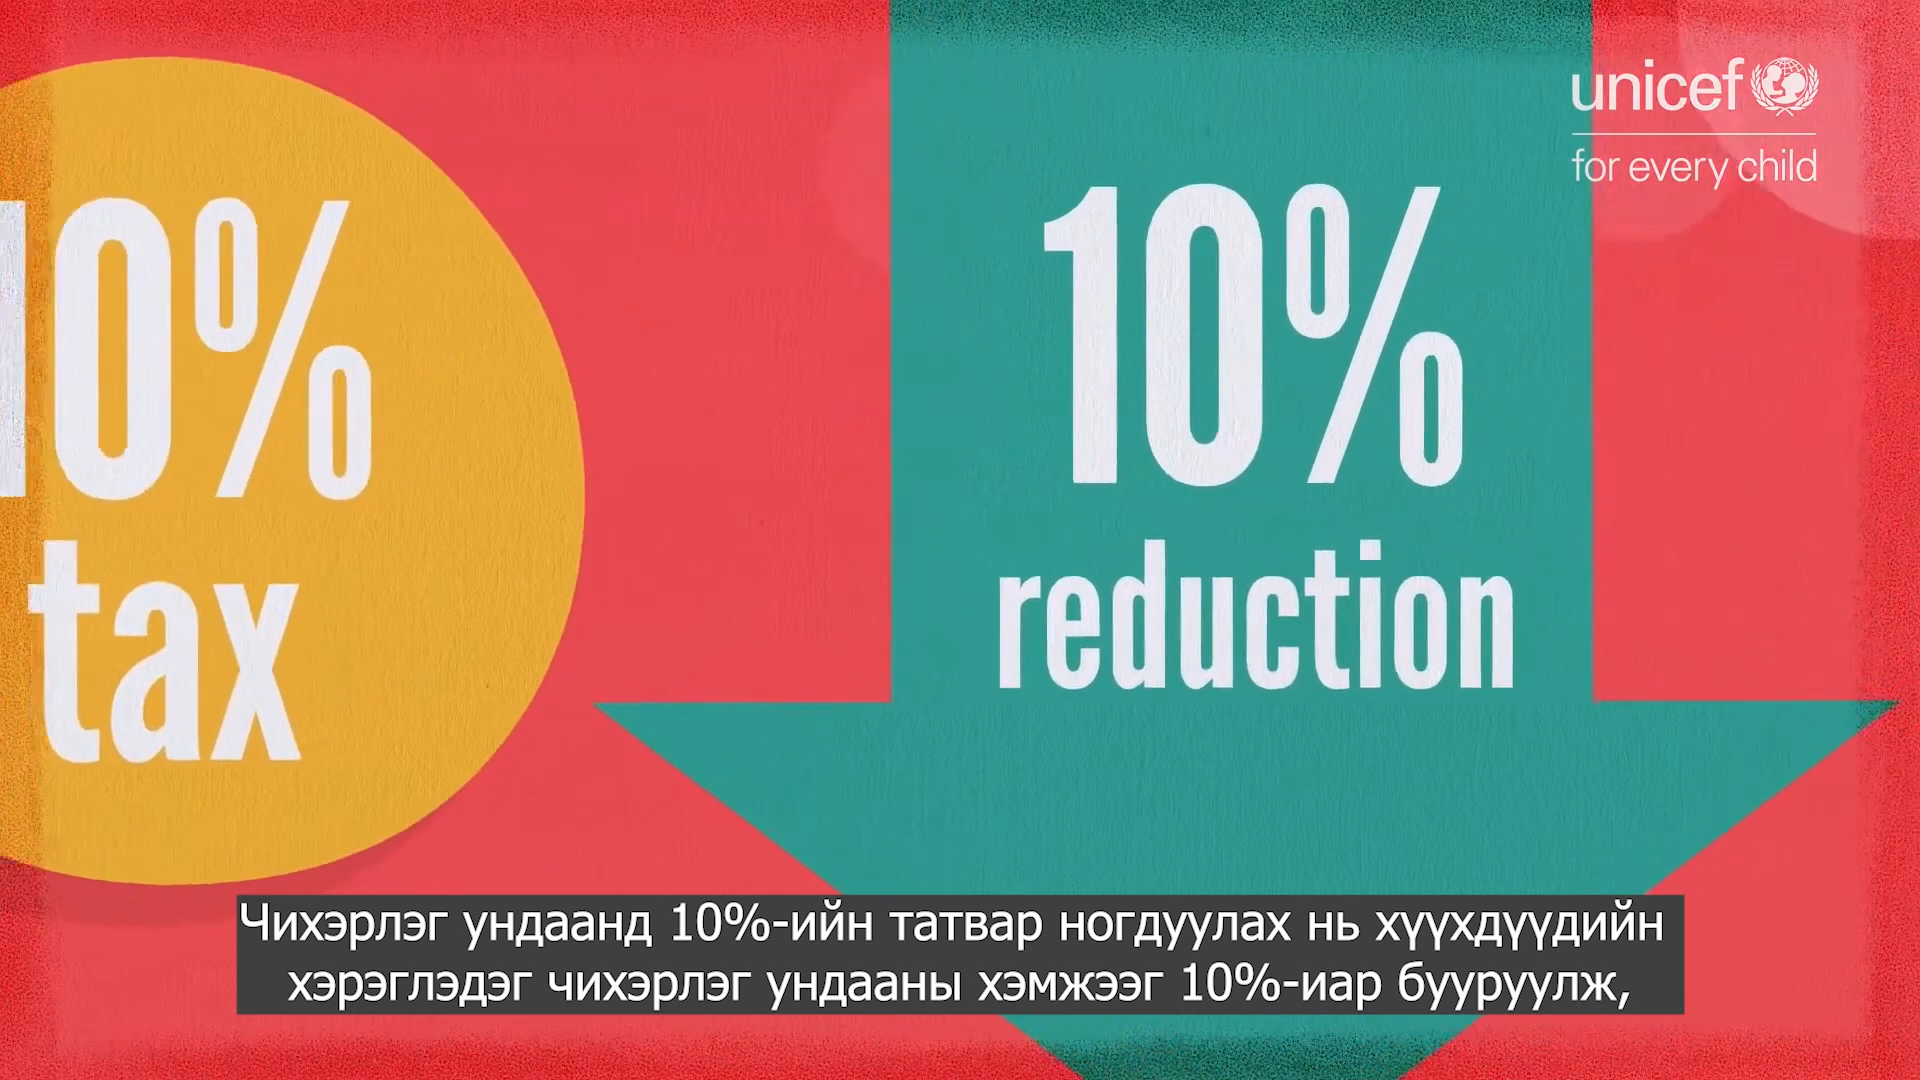 unicef
for every child
10%
tax
10%
reduction
Чихэрлэг ундаанд 10%-ийн татвар ногдуулах нь хүүхдүүдийн
хэрэглэдэг чихэрлэг ундааны хэмжээг 10%-иар бууруулж,